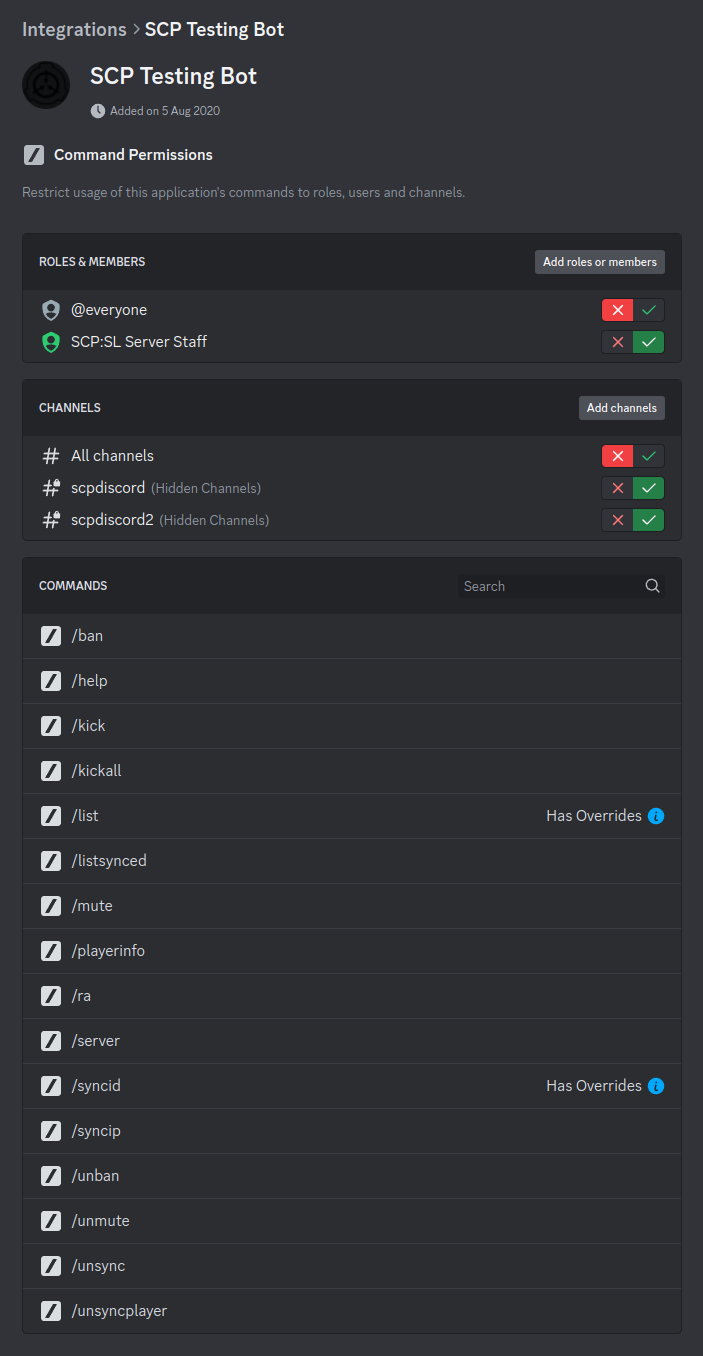 Integrations > SCP Testing Bot
SCP Testing Bot
Added on 5 Aug 2020
Command Permissions
Restrict usage of this application's commands to roles, users and channels.
ROLES & MEMBERS Add roles or members
@everyone
SCP:SL Server Staff
CHANNELS Add channels
All channels
scpdiscord (Hidden Channels)
scpdiscord2 (Hidden Channels)
COMMANDS Search
/ban
/help
/kick
/kickall
/list Has Overrides
/listsynced
/mute
/playerinfo
/ra
/server
/syncid Has Overrides
/syncip
/unban
/unmute
/unsync
/unsyncplayer